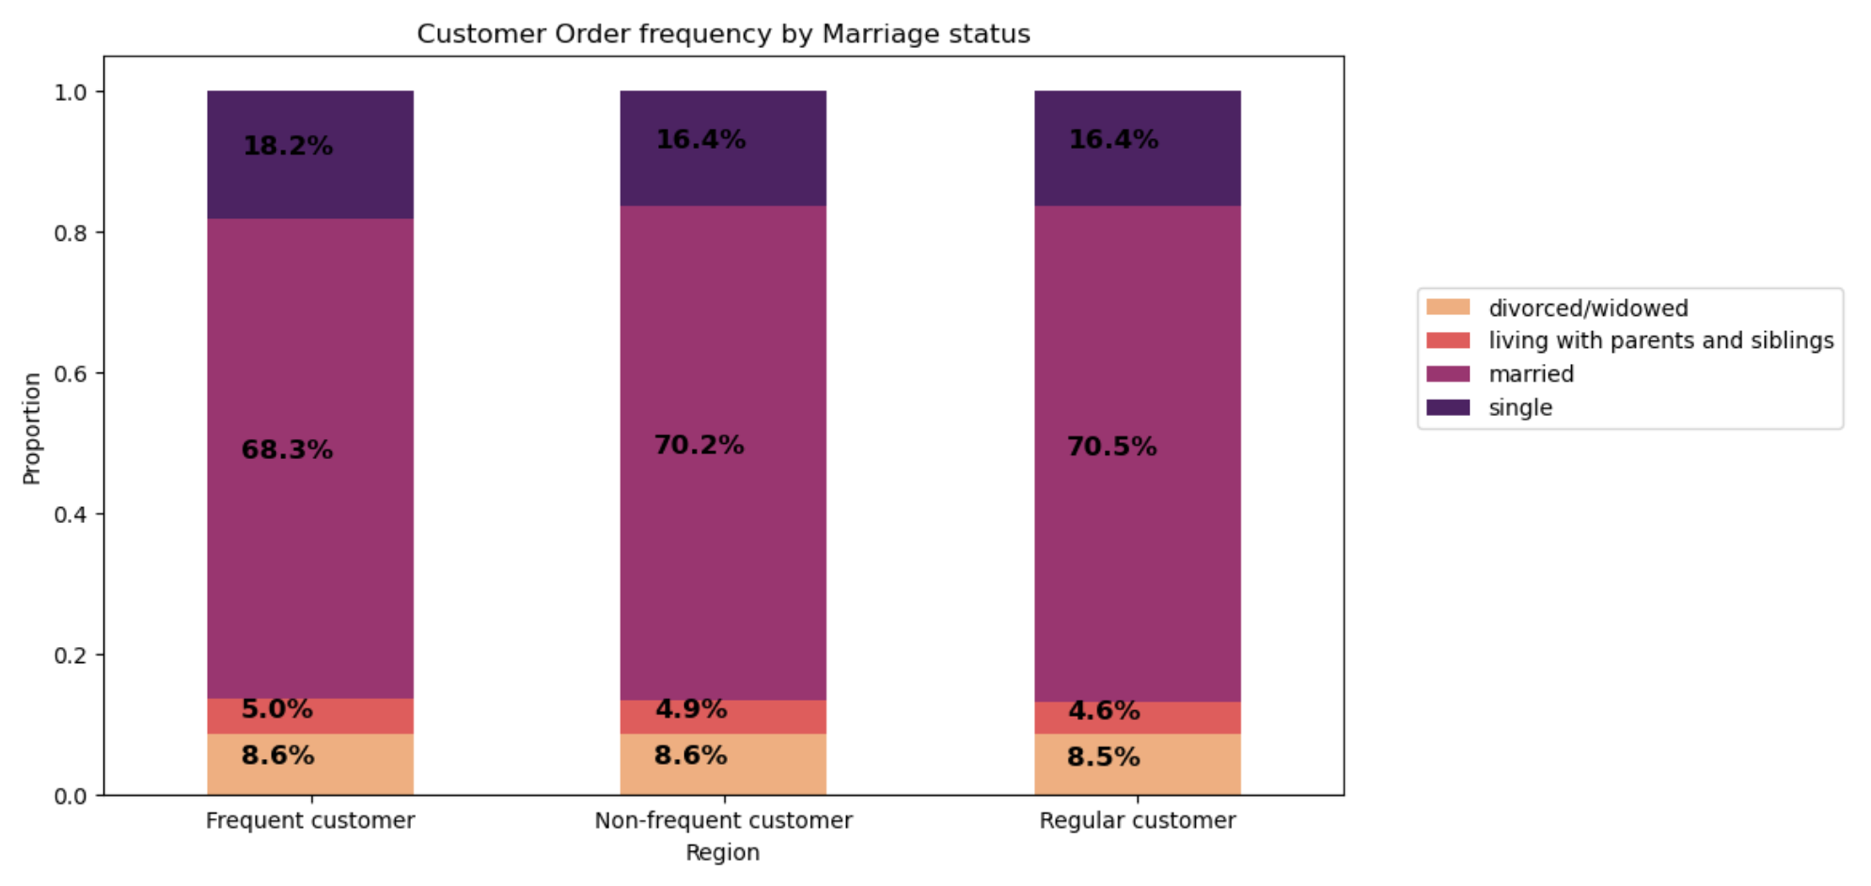 Customer Order frequency by Marriage status
Proportion
1.0
0.8
0.6
0.4
0.2
0.0
18.2%
16.4%
16.4%
68.3%
70.2%
70.5%
5.0%
4.9%
4.6%
8.6%
8.6%
8.5%
Frequent customer
Non-frequent customer
Regular customer
Region
divorced/widowed
living with parents and siblings
married
single